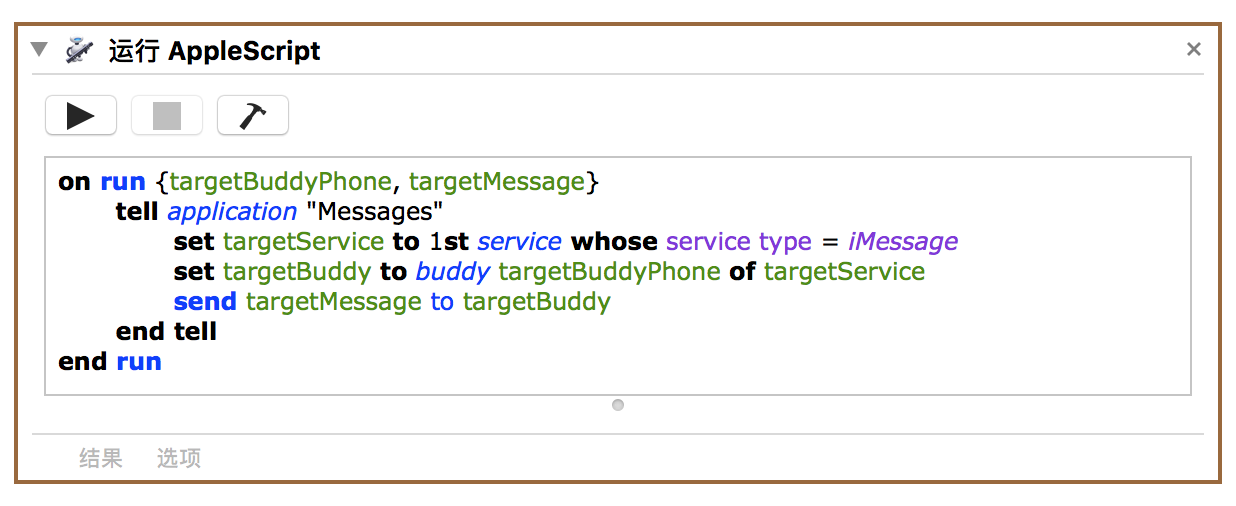 运行 AppleScript
on run {targetBuddyPhone, targetMessage}
tell application "Messages"
set targetService to 1st service whose service type = iMessage
set targetBuddy to buddy targetBuddyPhone of targetService
send targetMessage to targetBuddy
end tell
end run
结果 选项